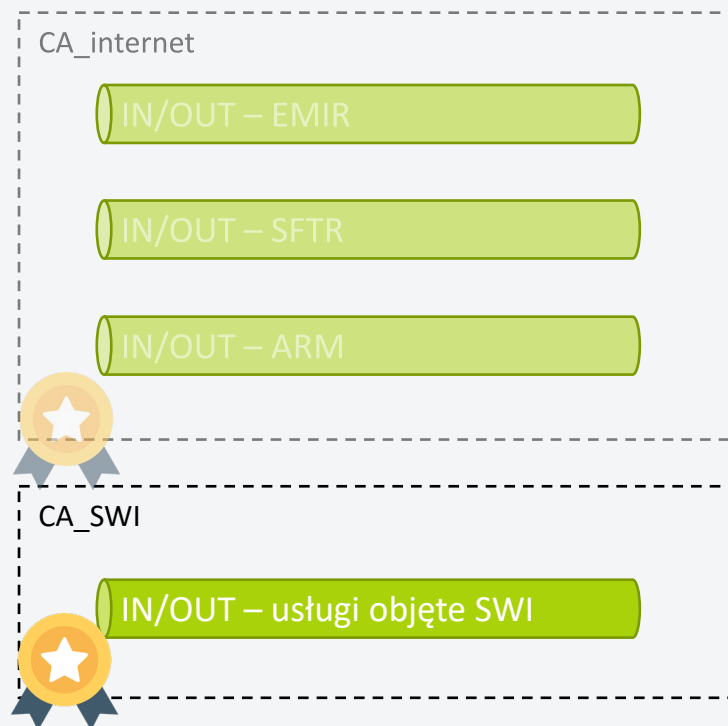 CA_internet
IN/OUT – EMIR
IN/OUT – SFTR
IN/OUT – ARM
CA_SWI
IN/OUT – usługi objęte SWI